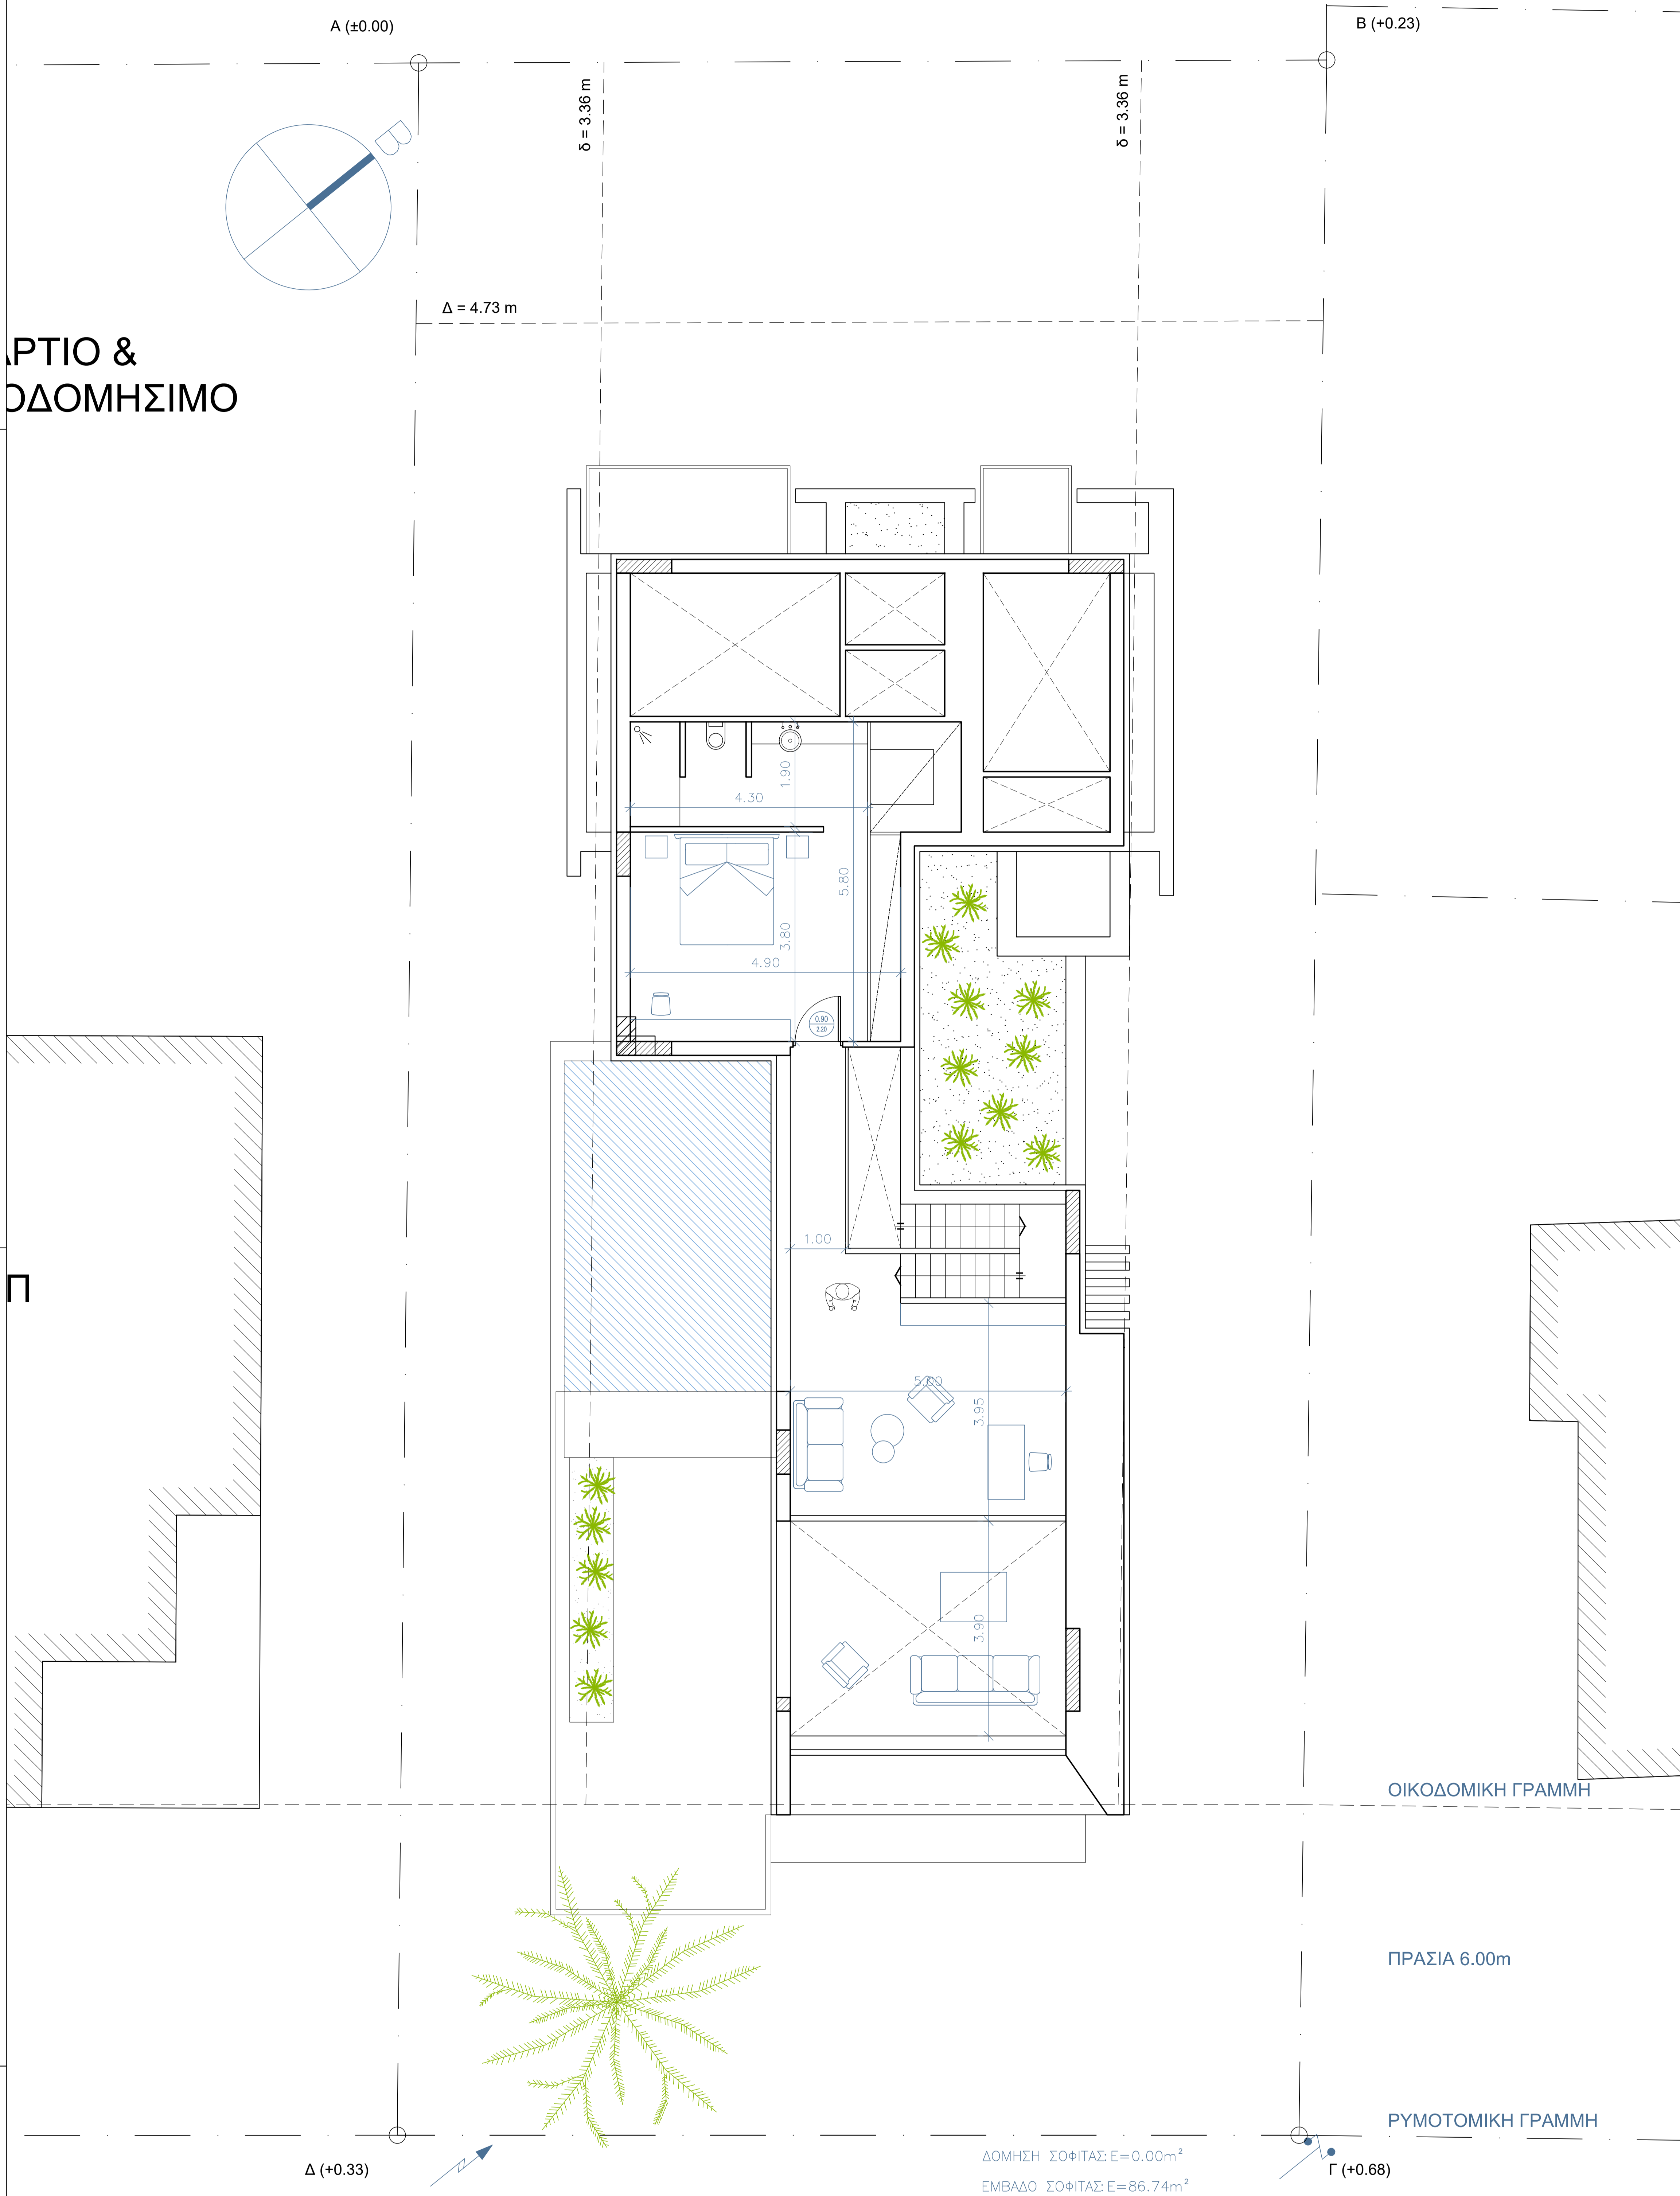 Α (±0.00)
Β (+0.23)
δ = 3.36 m
δ = 3.36 m
Β
Δ = 4.73 m
ΑΡΤΙΟ &
ΟΔΟΜΗΣΙΜΟ
1.90
4.30
5.80
3.80
4.90
0.90
2.20
Π
1.00
5.00
3.95
3.90
ΟΙΚΟΔΟΜΙΚΗ ΓΡΑΜΜΗ
ΠΡΑΣΙΑ 6.00m
ΡΥΜΟΤΟΜΙΚΗ ΓΡΑΜΜΗ
Δ (+0.33)
ΔΟΜΗΣΗ ΣΟΦΙΤΑΣ: Ε=0.00m²
Γ (+0.68)
ΕΜΒΑΔΟ ΣΟΦΙΤΑΣ: Ε=86.74m²